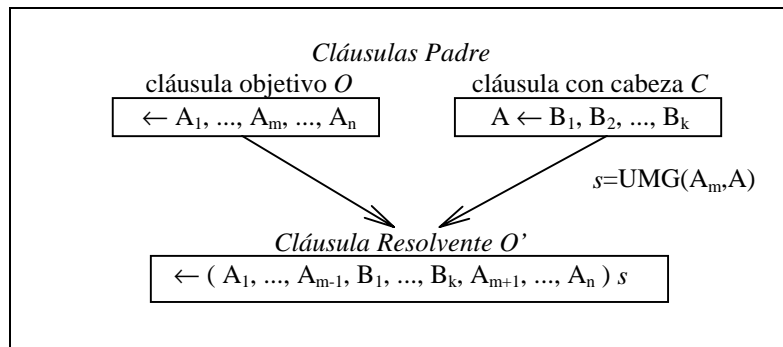 Cláusulas Padre
cláusula objetivo O
cláusula con cabeza C
← A₁, ..., Aₘ, ..., Aₙ
A ← B₁, B₂, ..., Bₖ
s=UMG(Aₘ,A)
Cláusula Resolvente O’
← ( A₁, ..., Aₘ₋₁, B₁, ..., Bₖ, Aₘ₊₁, ..., Aₙ ) s